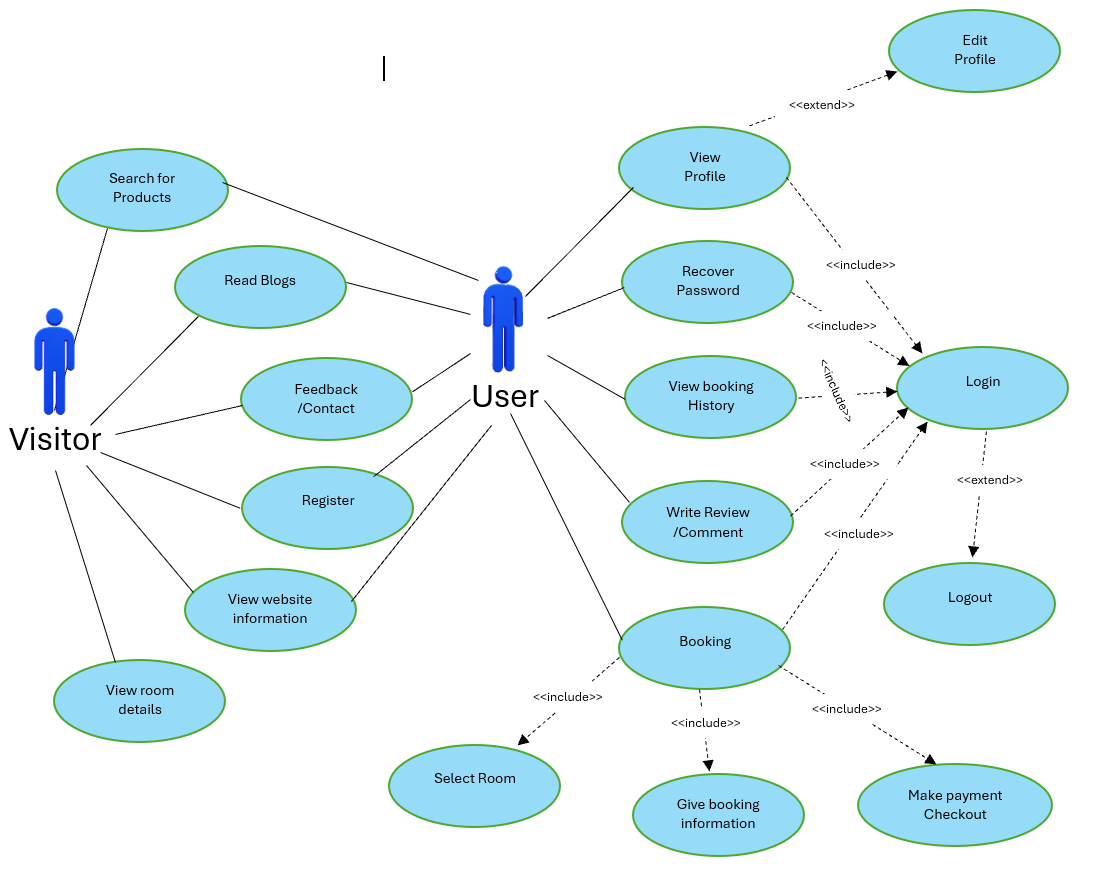 Edit
Profile
<<extend>>
View
Profile
Search for
Products
<<include>>
Recover
Password
Read Blogs
<<include>>
Login
View booking
History
<<include>>
Feedback
/Contact
User
Visitor
<<include>>
<<extend>>
Register
Write Review
/Comment
<<include>>
View website
information
Logout
Booking
View room
details
<<include>>
<<include>>
<<include>>
Select Room
Give booking
information
Make payment
Checkout